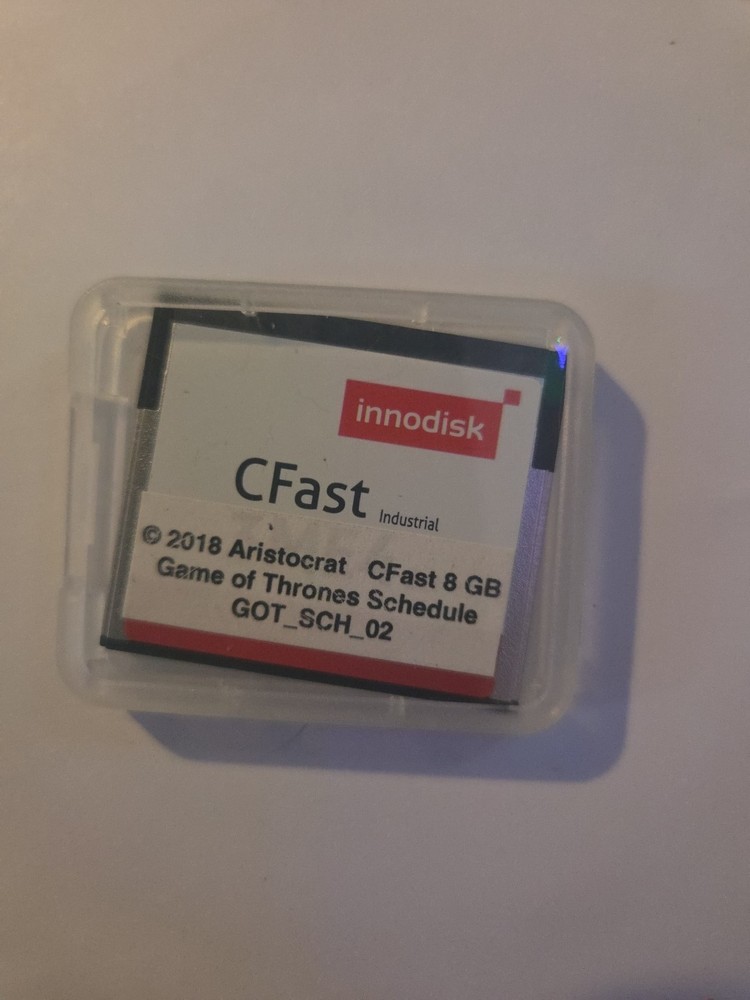 innodisk
CFast Industrial
© 2018 Aristocrat CFast 8 GB
Game of Thrones Schedule
GOT_SCH_02